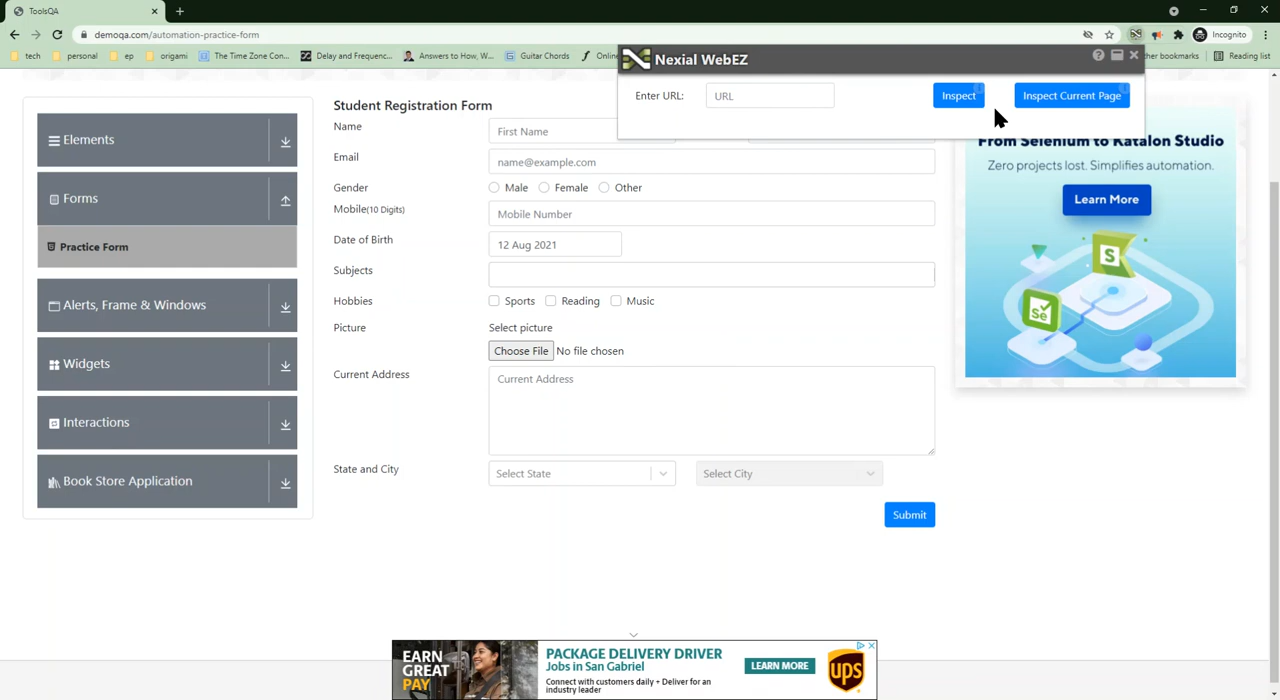 ToolsQA
demoqa.com/automation-practice-form
Incognito
tech
personal
ep
origami
The Time Zone Con...
Delay and Frequenc...
Answers to How, W...
Guitar Chords
Onlin
her bookmarks
Reading list
Nexial WebEZ
Enter URL:
URL
Inspect
Inspect Current Page
Elements
Forms
Practice Form
Alerts, Frame & Windows
Widgets
Interactions
Book Store Application
Student Registration Form
Name
First Name
Email
name@example.com
Gender
Male
Female
Other
Mobile(10 Digits)
Mobile Number
Date of Birth
12 Aug 2021
Subjects
Hobbies
Sports
Reading
Music
Picture
Select picture
Choose File
No file chosen
Current Address
Current Address
State and City
Select State
Select City
Submit
From Selenium to Katalon Studio
Zero projects lost. Simplifies automation.
Learn More
S
Se
EARN
GREAT
PAY
PACKAGE DELIVERY DRIVER
Jobs in San Gabriel
Connect with customers daily + Deliver for an
industry leader
LEARN MORE
ups